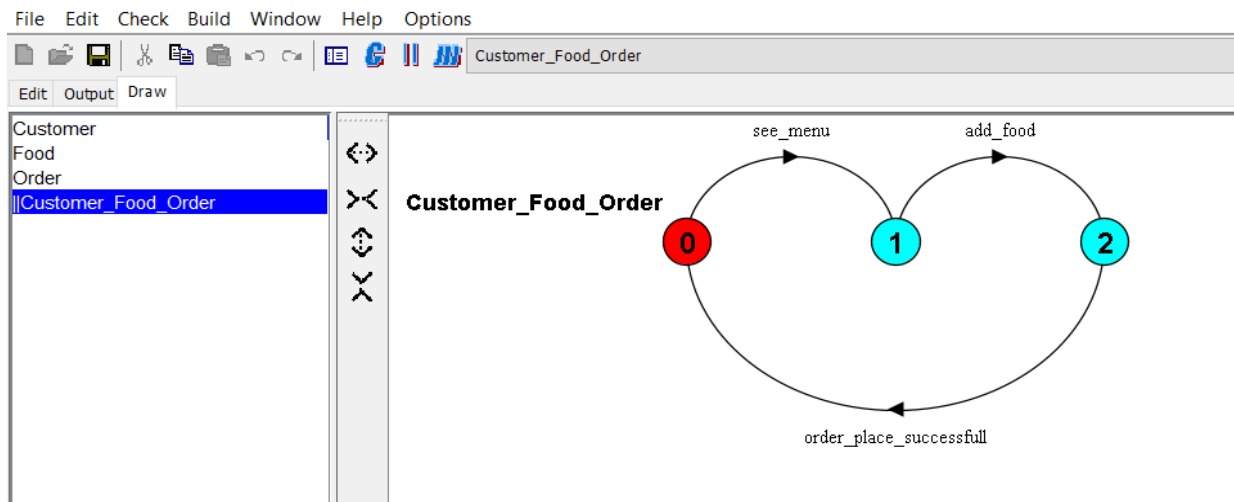 File Edit Check Build Window Help Options
Customer_Food_Order
Edit Output Draw
Customer
Food
Order
||Customer_Food_Order
see_menu
add_food
Customer_Food_Order
0
1
2
order_place_successfull